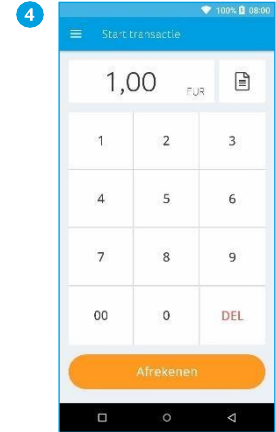 4
100% 08:00
Start transactie
1,00 EUR
1 2 3
4 5 6
7 8 9
00 0 DEL
Afrekenen